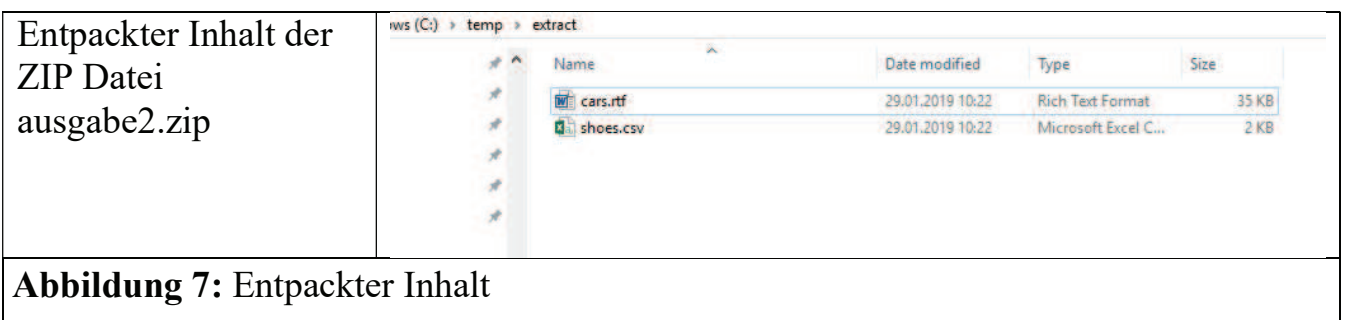 Entpackter Inhalt der
ZIP Datei
ausgabe2.zip
ws (C:) › temp › extract
Name Date modified Type Size
cars.rtf 29.01.2019 10:22 Rich Text Format 35 KB
shoes.csv 29.01.2019 10:22 Microsoft Excel C... 2 KB
Abbildung 7: Entpackter Inhalt